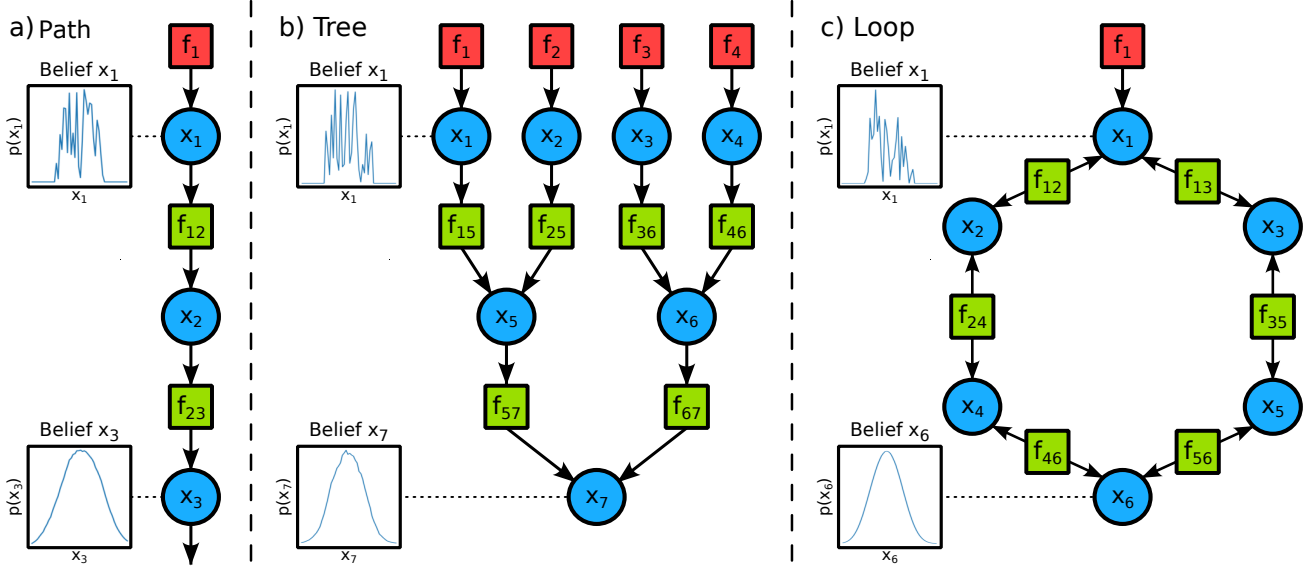 a) Path
f1
Belief x1
p(x1)
x1
x1
f12
x2
f23
Belief x3
p(x3)
x3
x3
b) Tree
f1 f2 f3 f4
Belief x1
p(x1)
x1
x1 x2 x3 x4
f15 f25 f36 f46
x5 x6
f57 f67
Belief x7
p(x7)
x7
x7
c) Loop
f1
Belief x1
p(x1)
x1
x1
f12 f13
x2 x3
f24 f35
x4 x5
f46 f56
Belief x6
p(x6)
x6
x6